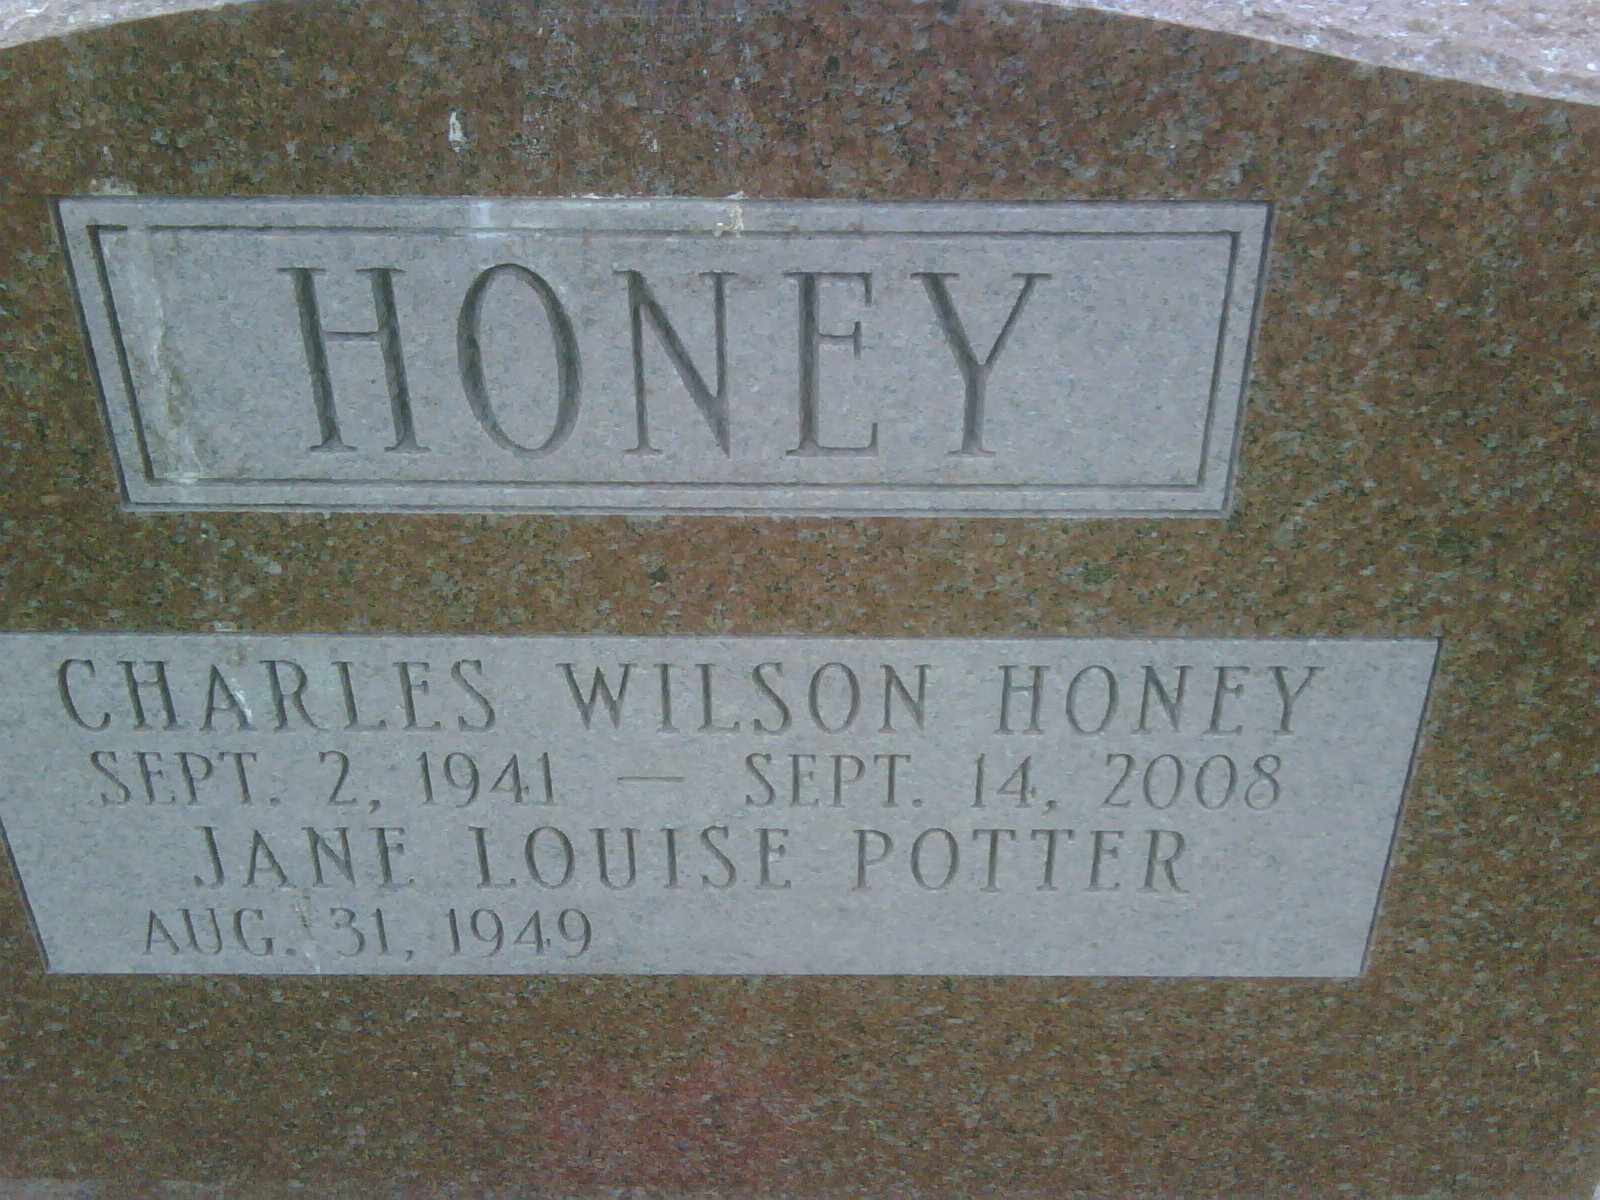 HONEY
CHARLES WILSON HONEY
SEPT. 2, 1941 — SEPT. 14, 2008
JANE LOUISE POTTER
AUG. 31, 1949